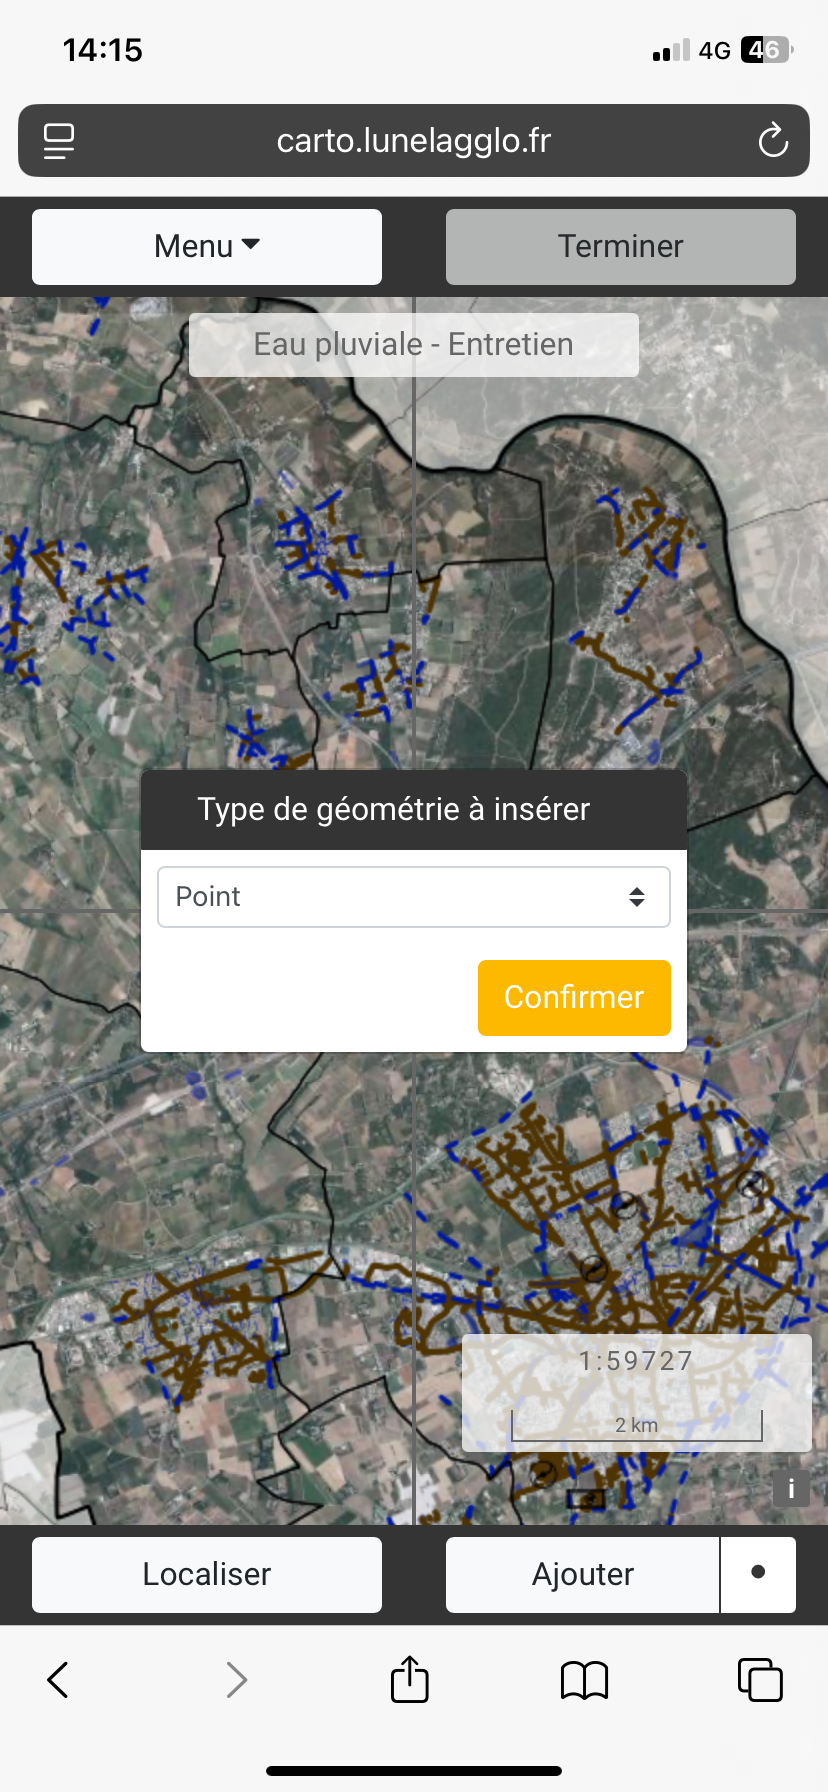 14:15
4G 46
carto.lunelagglo.fr
Menu
Terminer
Eau pluviale - Entretien
Type de géométrie à insérer
Point
Confirmer
1:59727
2 km
i
Localiser
Ajouter